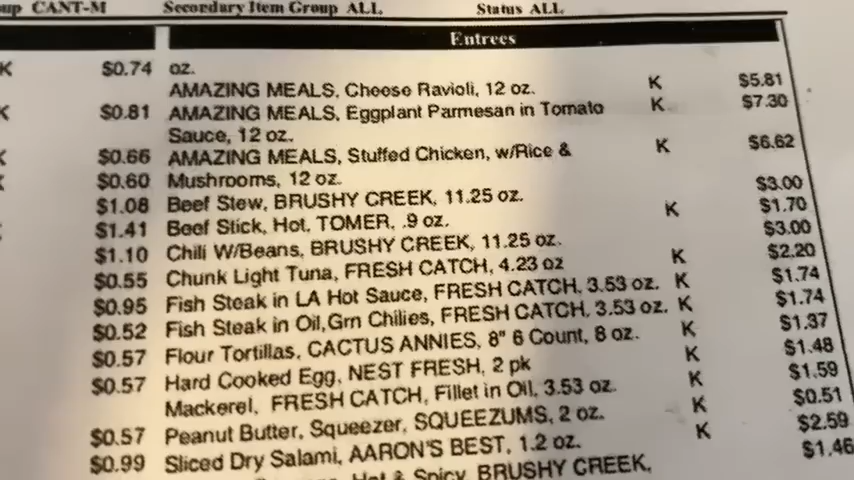 up CANT-M Secondary Item Group ALL Status ALL
Entrees
K $0.74 oz.
AMAZING MEALS, Cheese Ravioli, 12 oz. K $5.81
K $0.81 AMAZING MEALS, Eggplant Parmesan in Tomato K $7.30
Sauce, 12 oz.
K $0.66 AMAZING MEALS, Stuffed Chicken, w/Rice & K $6.62
$0.60 Mushrooms, 12 oz.
$1.08 Beef Stew, BRUSHY CREEK, 11.25 oz. $3.00
$1.41 Beef Stick, Hot, TOMER, .9 oz. K $1.70
$1.10 Chili W/Beans, BRUSHY CREEK, 11.25 oz. $3.00
$0.55 Chunk Light Tuna, FRESH CATCH, 4.23 oz K $2.20
$0.95 Fish Steak in LA Hot Sauce, FRESH CATCH, 3.53 oz. K $1.74
$0.52 Fish Steak in Oil,Grn Chilies, FRESH CATCH, 3.53 oz. K $1.74
$0.57 Flour Tortillas, CACTUS ANNIES, 8" 6 Count, 8 oz. K $1.37
$0.57 Hard Cooked Egg, NEST FRESH, 2 pk K $1.48
Mackerel, FRESH CATCH, Fillet in Oil, 3.53 oz. K $1.59
$0.57 Peanut Butter, Squeezer, SQUEEZUMS, 2 oz. K $0.51
$0.99 Sliced Dry Salami, AARON'S BEST, 1.2 oz. K $2.59
Hot & Spicy, BRUSHY CREEK, $1.46